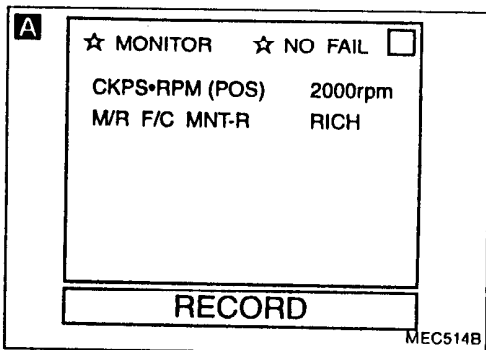 A
☆ MONITOR ☆ NO FAIL
CKPS•RPM (POS) 2000rpm
M/R F/C MNT-R RICH
RECORD
MEC514B